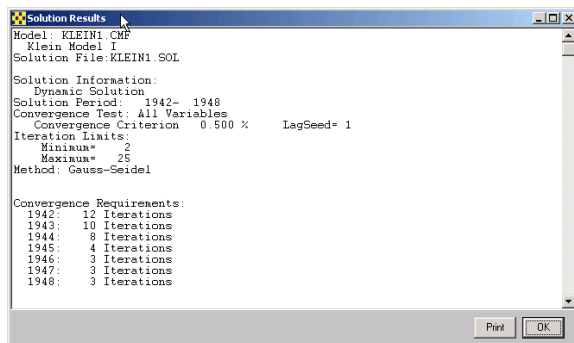 Solution Results
Model: KLEIN1.CMF
Klein Model I
Solution File:KLEIN1.SOL
Solution Information:
Dynamic Solution
Solution Period: 1942- 1948
Convergence Test: All Variables
Convergence Criterion 0.500 % LagSeed= 1
Iteration Limits:
Minimum= 2
Maximum= 25
Method: Gauss-Seidel
Convergence Requirements:
1942: 12 Iterations
1943: 10 Iterations
1944: 8 Iterations
1945: 4 Iterations
1946: 3 Iterations
1947: 3 Iterations
1948: 3 Iterations
Print OK